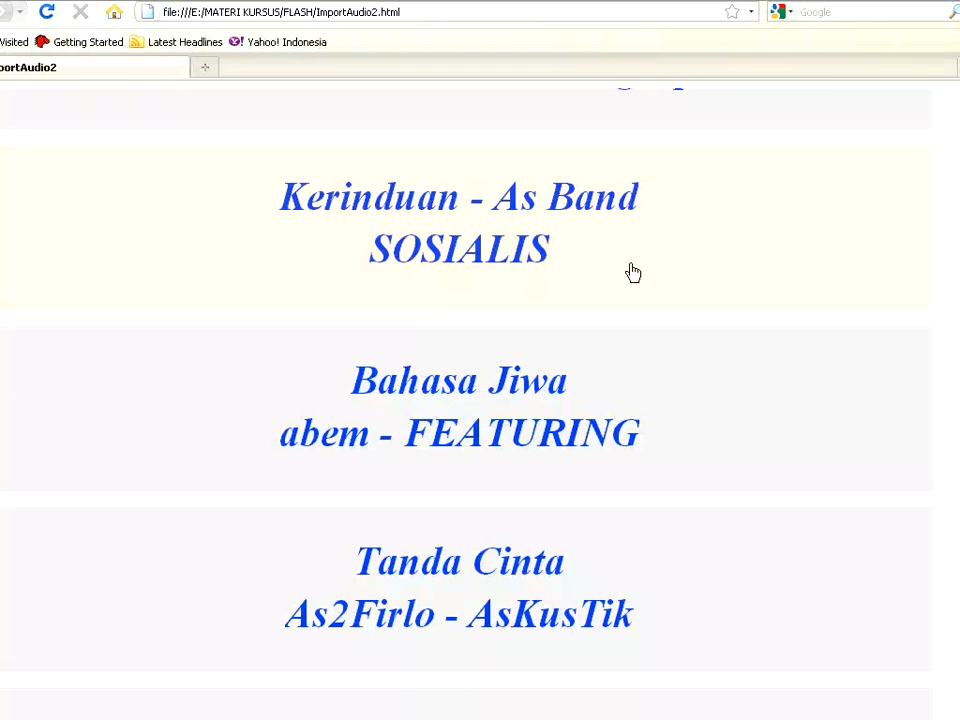 file:///E:/MATERI KURSUS/FLASH/ImportAudio2.html
Google
Visited
Getting Started
Latest Headlines
Yahoo! Indonesia
portAudio2
Kerinduan - As Band
SOSIALIS
Bahasa Jiwa
abem - FEATURING
Tanda Cinta
As2Firlo - AsKusTik